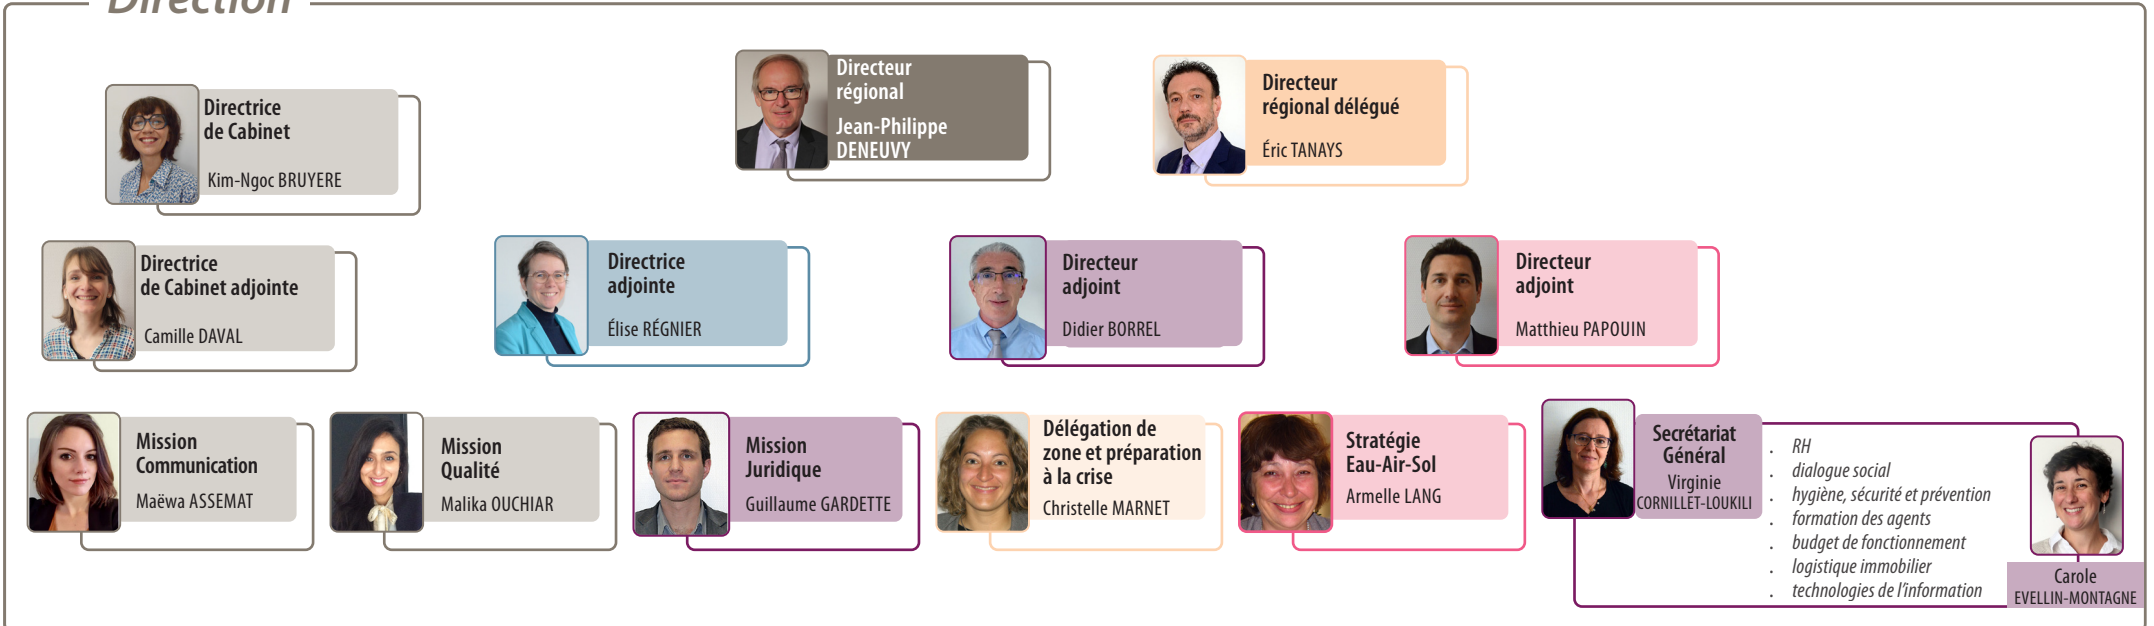 Direction
Directeur
régional
Jean-Philippe
DENEUVY
Directeur
régional délégué
Éric TANAYS
Directrice
de Cabinet
Kim-Ngoc BRUYERE
Directrice
de Cabinet adjointe
Camille DAVAL
Directrice
adjointe
Élise RÉGNIER
Directeur
adjoint
Didier BORREL
Directeur
adjoint
Matthieu PAPOUIN
Mission
Communication
Maëwa ASSEMAT
Mission
Qualité
Malika OUCHIAR
Mission
Juridique
Guillaume GARDETTE
Délégation de
zone et préparation
à la crise
Christelle MARNET
Stratégie
Eau-Air-Sol
Armelle LANG
Secrétariat
Général
Virginie
CORNILLET-LOUKILI
. RH
. dialogue social
. hygiène, sécurité et prévention
. formation des agents
. budget de fonctionnement
. logistique immobilier
. technologies de l'information
Carole
EVELLIN-MONTAGNE